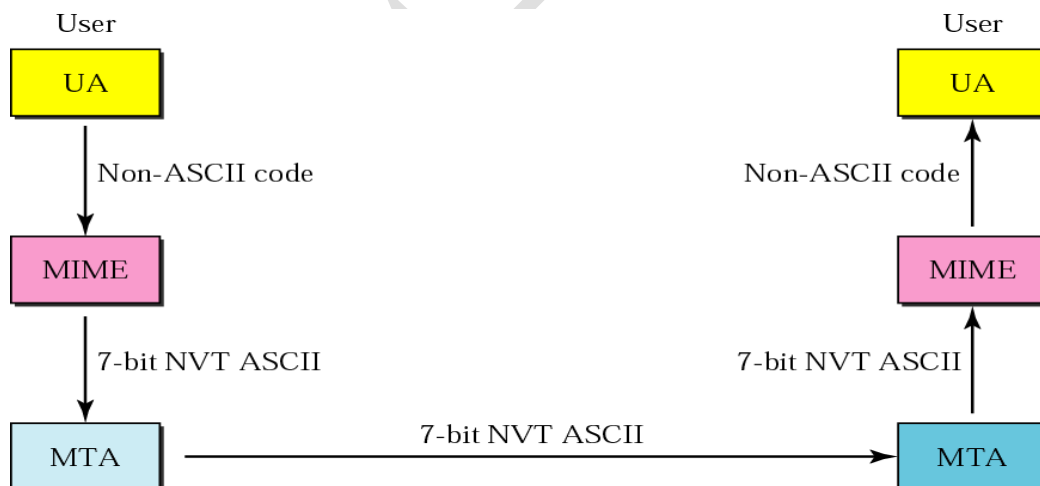 User User
UA UA
Non-ASCII code Non-ASCII code
MIME MIME
7-bit NVT ASCII 7-bit NVT ASCII
7-bit NVT ASCII
MTA MTA